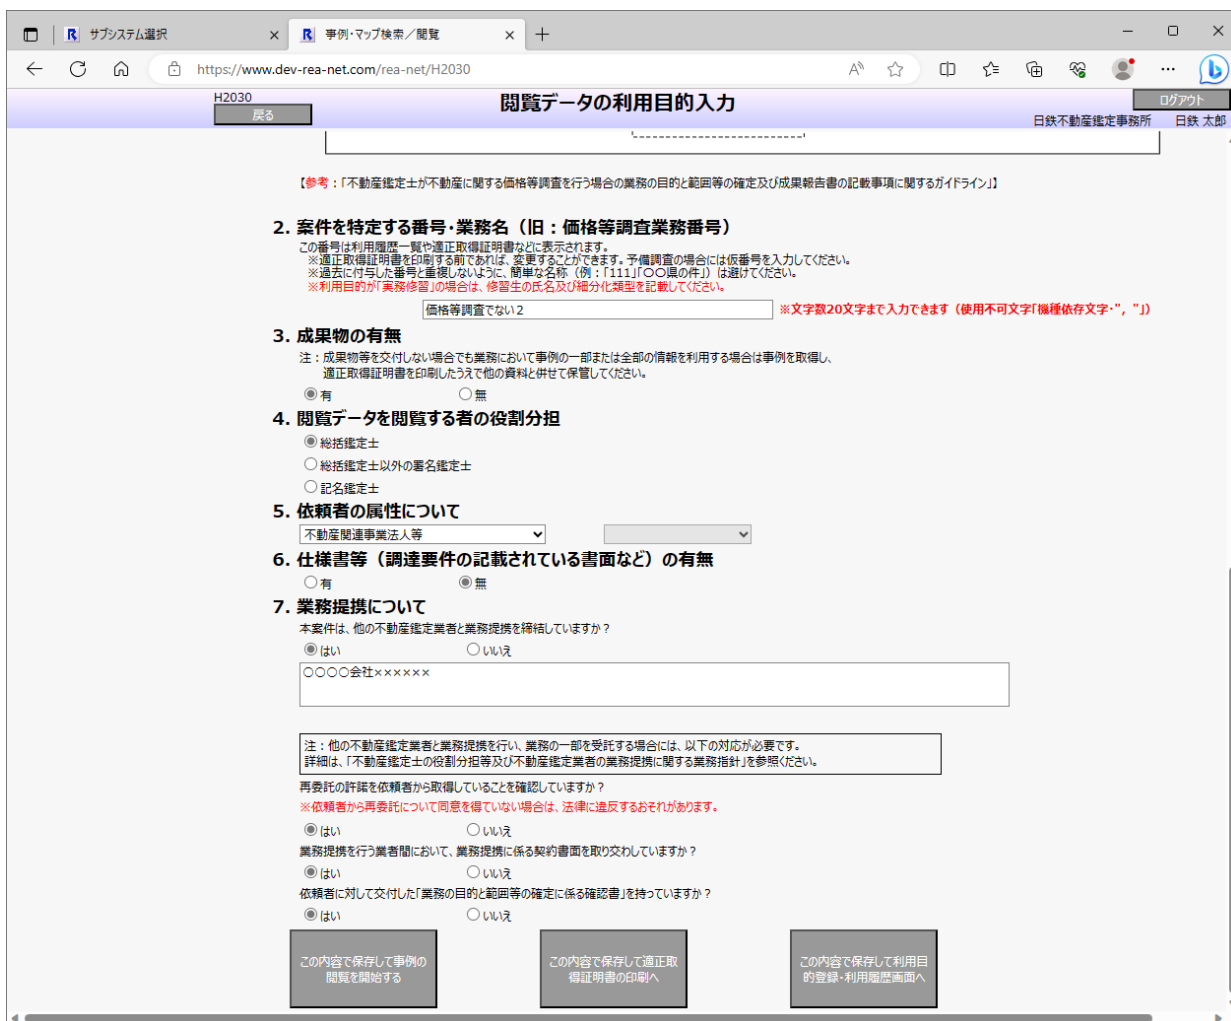 サブシステム選択
事例・マップ検索／閲覧
https://www.dev-rea-net.com/rea-net/H2030
H2030
戻る
閲覧データの利用目的入力
ログアウト
日鉄不動産鑑定事務所 日鉄 太郎
【参考：「不動産鑑定士が不動産に関する価格等調査を行う場合の業務の目的と範囲等の確定及び成果報告書の記載事項に関するガイドライン」】
2. 案件を特定する番号・業務名（旧：価格等調査業務番号）
この番号は利用履歴一覧や適正取得証明書などに表示されます。
※適正取得証明書を印刷する前であれば、変更することができます。予備調査の場合には仮番号を入力してください。
※過去に付与した番号と重複しないように、簡単な名称（例：「111」「〇〇県の件」）は避けてください。
※利用目的が「実務修習」の場合は、修習生の氏名及び細分化類型を記載してください。
価格等調査でない２
※文字数20文字まで入力できます（使用不可文字「機種依存文字・", "」）
3. 成果物の有無
注：成果物等を交付しない場合でも業務において事例の一部または全部の情報を利用する場合は事例を取得し、
適正取得証明書を印刷したうえで他の資料と併せて保管してください。
有 無
4. 閲覧データを閲覧する者の役割分担
総括鑑定士
総括鑑定士以外の署名鑑定士
記名鑑定士
5. 依頼者の属性について
不動産関連事業法人等
6. 仕様書等（調達要件の記載されている書面など）の有無
有 無
7. 業務提携について
本案件は、他の不動産鑑定業者と業務提携を締結していますか？
はい いいえ
〇〇〇〇会社××××××
注：他の不動産鑑定業者と業務提携を行い、業務の一部を受託する場合には、以下の対応が必要です。
詳細は、「不動産鑑定士の役割分担等及び不動産鑑定業者の業務提携に関する業務指針」を参照ください。
再委託の許諾を依頼者から取得していることを確認していますか？
※依頼者から再委託について同意を得ていない場合は、法律に違反するおそれがあります。
はい いいえ
業務提携を行う業者間において、業務提携に係る契約書面を取り交わしていますか？
はい いいえ
依頼者に対して交付した「業務の目的と範囲等の確定に係る確認書」を持っていますか？
はい いいえ
この内容で保存して事例の
閲覧を開始する
この内容で保存して適正取
得証明書の印刷へ
この内容で保存して利用目
的登録・利用履歴画面へ